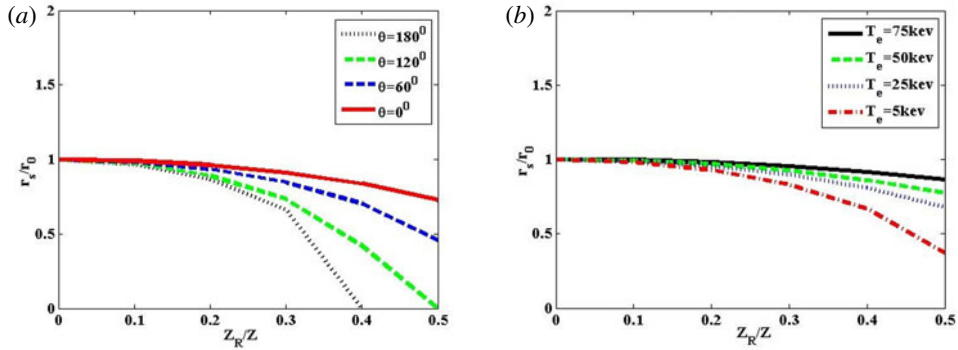 (a)
2
1.5
1
0.5
0
r_s/r_0
0 0.1 0.2 0.3 0.4 0.5
Z_R/Z
θ=180⁰
θ=120⁰
θ=60⁰
θ=0⁰
(b)
2
1.5
1
0.5
0
r_s/r_0
0 0.1 0.2 0.3 0.4 0.5
Z_R/Z
T_e=75kev
T_e=50kev
T_e=25kev
T_e=5kev